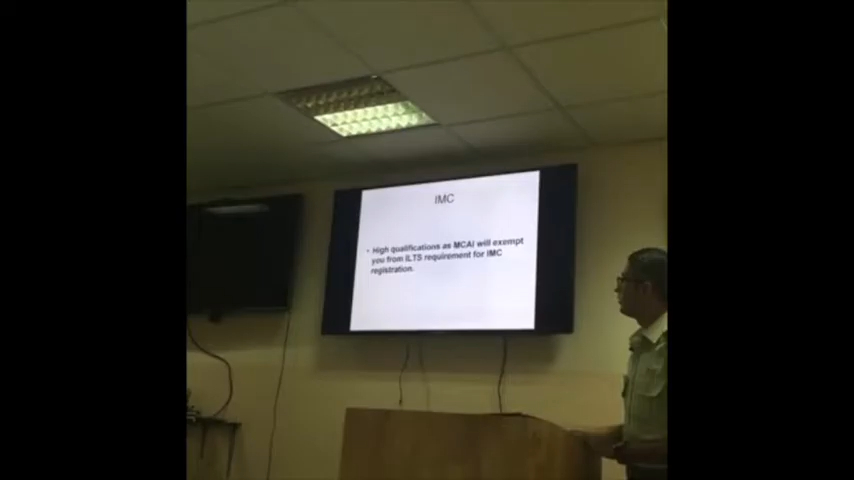 IMC
• High qualifications as MCAI will exempt
you from ILTS requirement for IMC
registration.